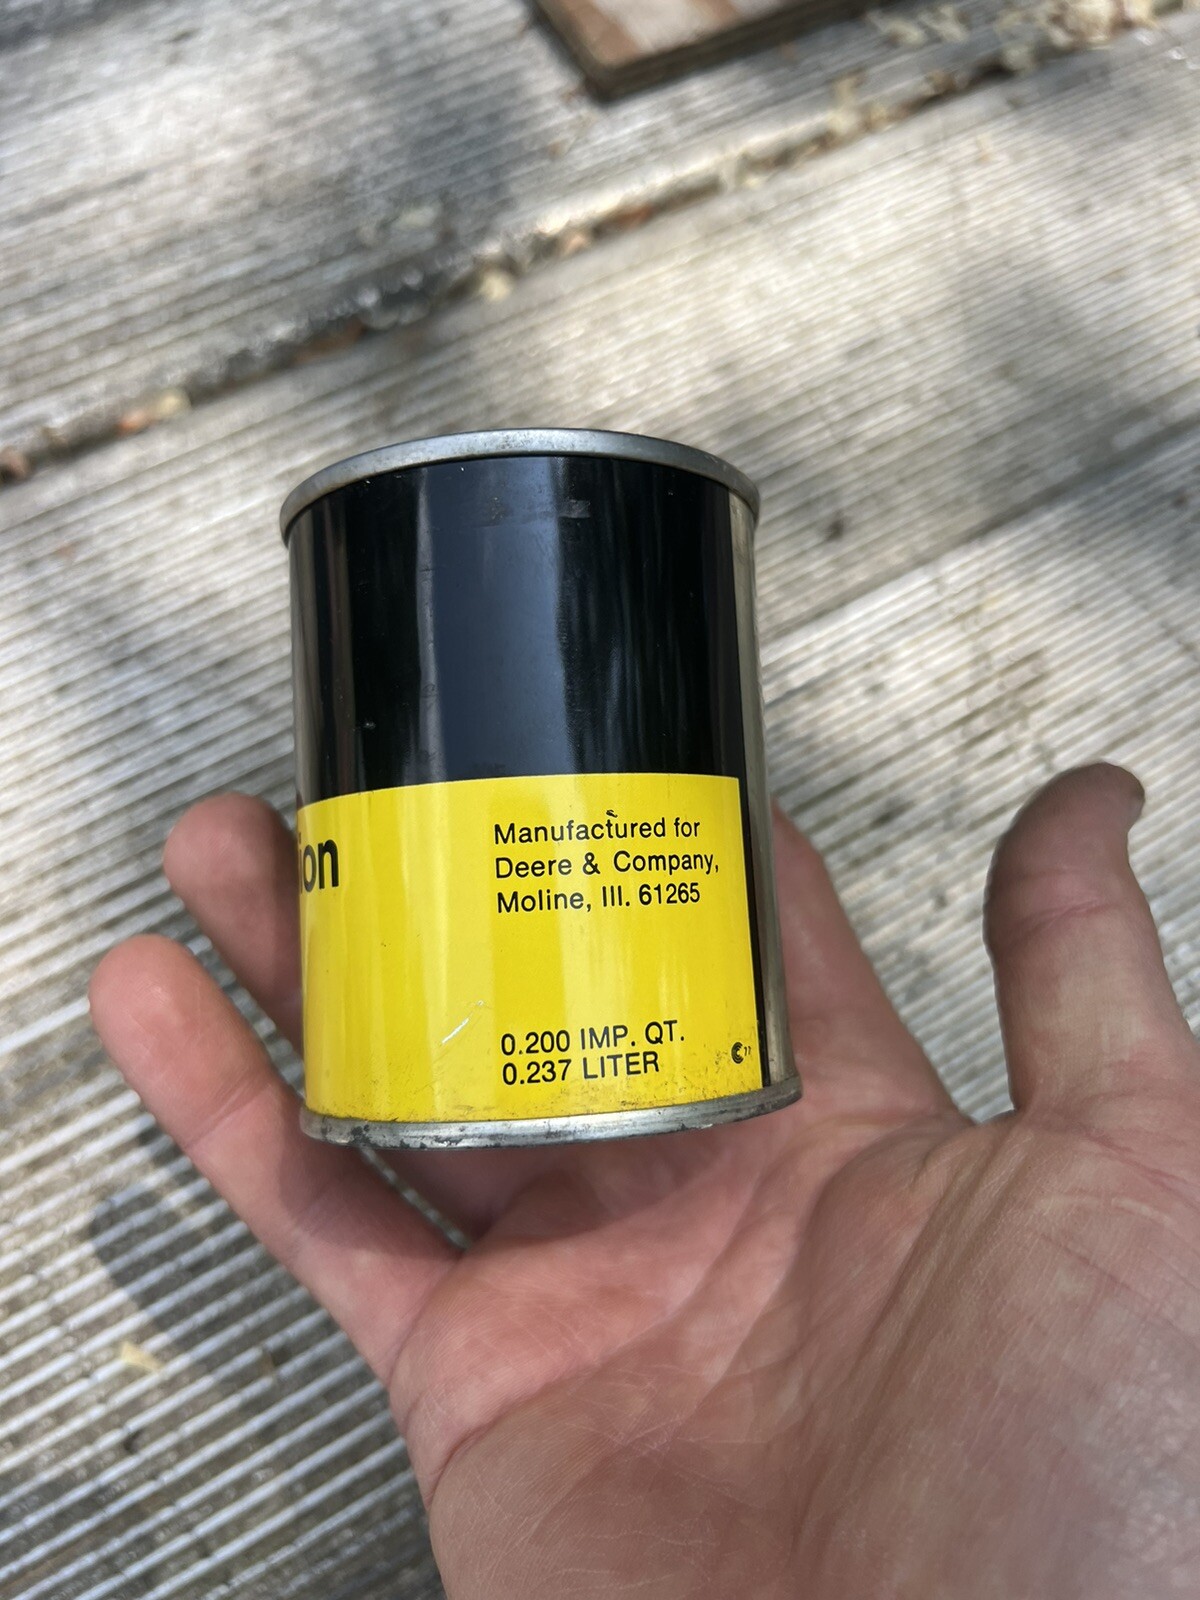 ion
Manufactured for
Deere & Company,
Moline, Ill. 61265
0.200 IMP. QT.
0.237 LITER